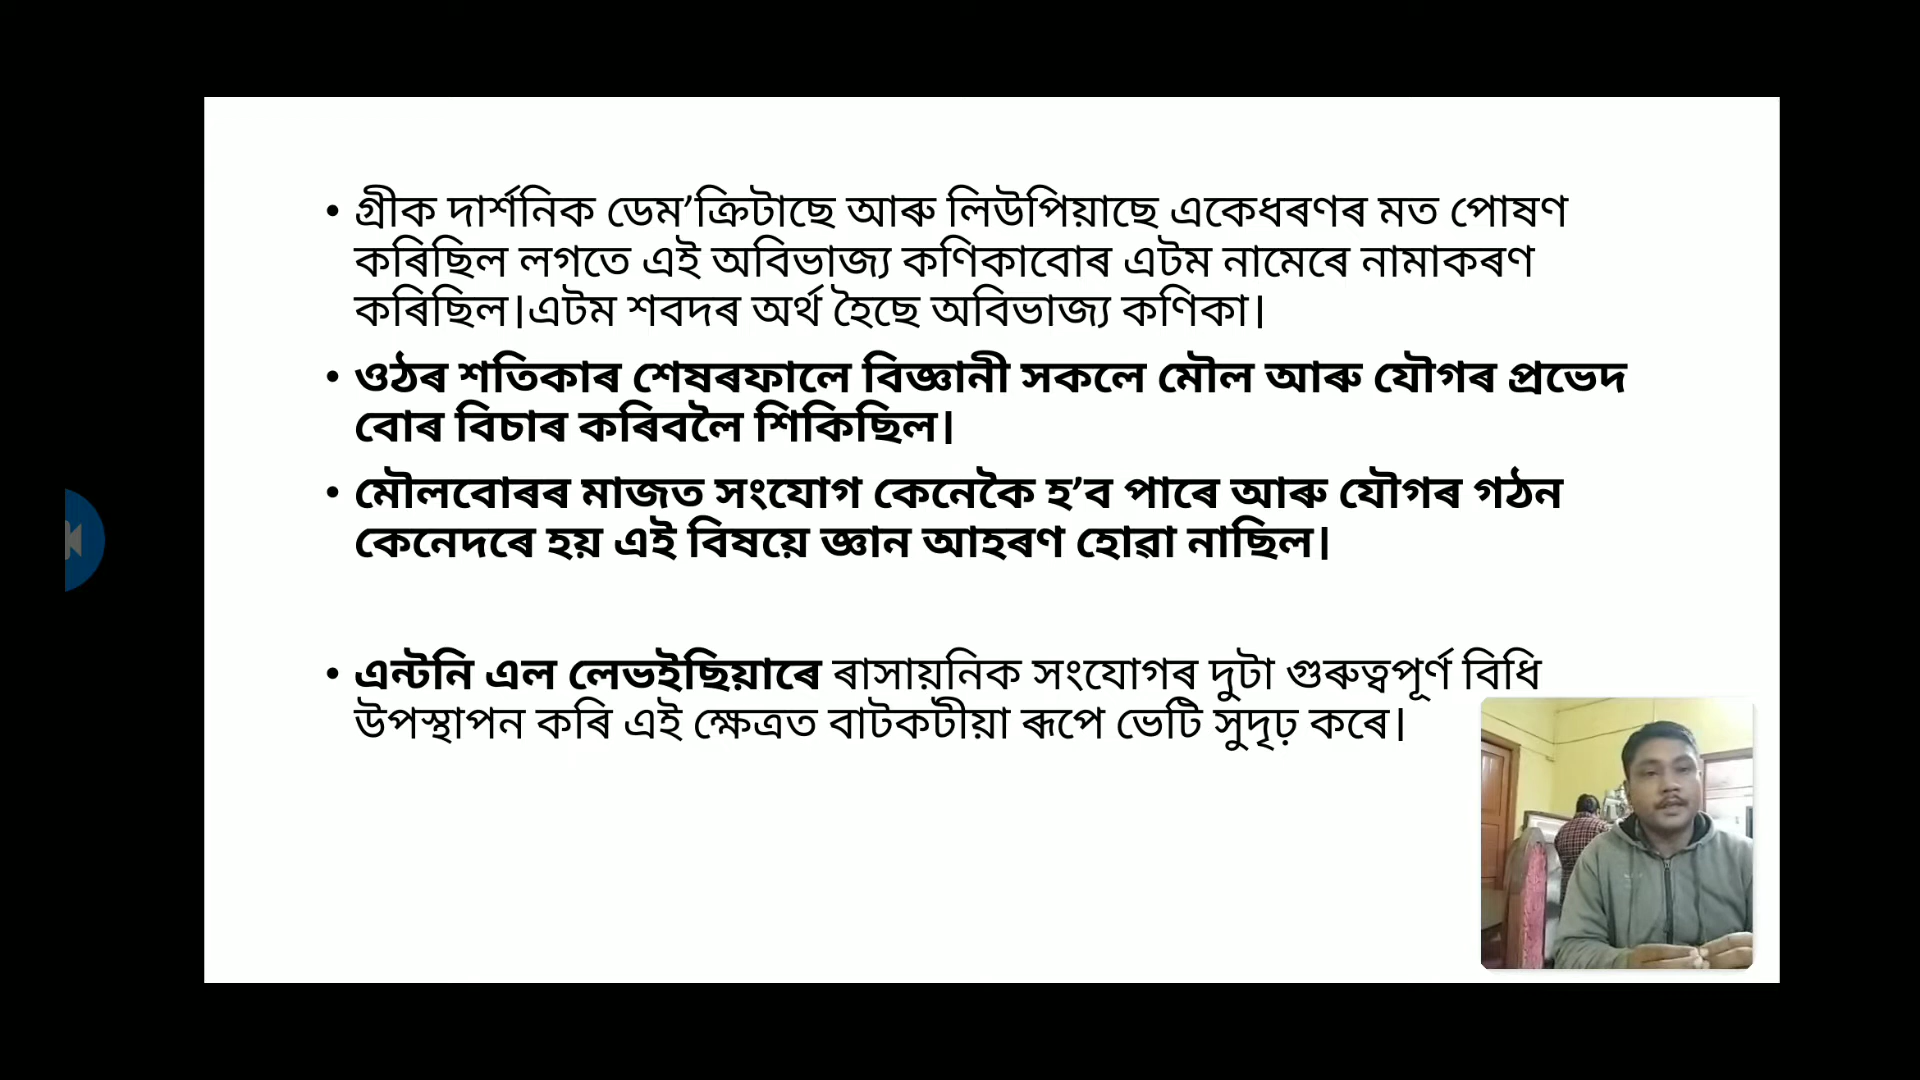 • গ্ৰীক দাৰ্শনিক ডেম’ক্ৰিটাছে আৰু লিউপিয়াছে একেধৰণৰ মত পোষণ
কৰিছিল লগতে এই অবিভাজ্য কণিকাবোৰ এটম নামেৰে নামাকৰণ
কৰিছিল|এটম শবদৰ অৰ্থ হৈছে অবিভাজ্য কণিকা|
• ওঠৰ শতিকাৰ শেষৰফালে বিজ্ঞানী সকলে মৌল আৰু যৌগৰ প্ৰভেদ
বোৰ বিচাৰ কৰিবলৈ শিকিছিল|
• মৌলবোৰৰ মাজত সংযোগ কেনেকৈ হ’ব পাৰে আৰু যৌগৰ গঠন
কেনেদৰে হয় এই বিষয়ে জ্ঞান আহৰণ হোৱা নাছিল|
• এন্টনি এল লেভইছিয়াৰে ৰাসায়নিক সংযোগৰ দুটা গুৰুত্বপূৰ্ণ বিধি
উপস্থাপন কৰি এই ক্ষেত্ৰত বাটকটীয়া ৰূপে ভেটি সুদৃঢ় কৰে|